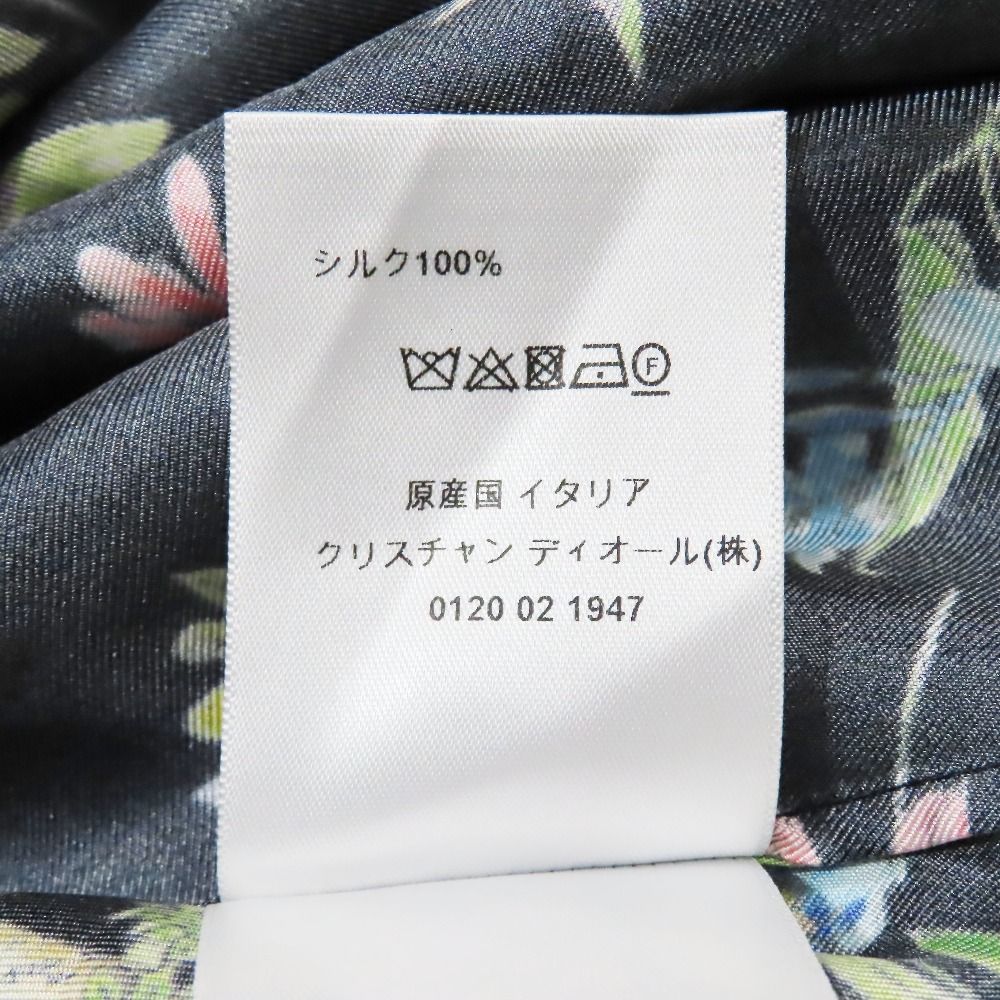 シルク100%
F
原産国 イタリア
クリスチャン ディオール(株)
0120 02 1947